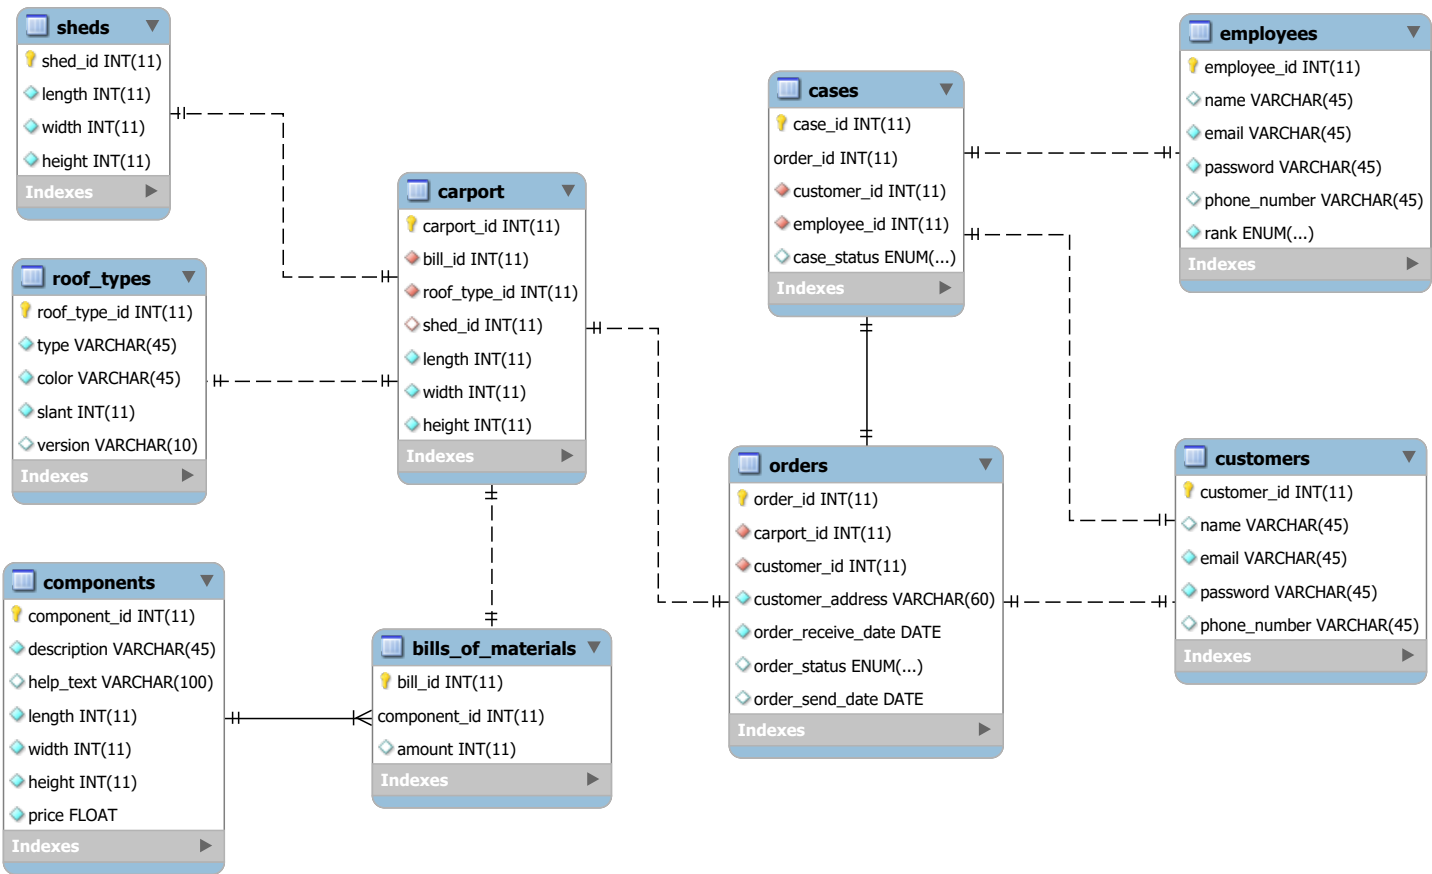 sheds
shed_id INT(11)
length INT(11)
width INT(11)
height INT(11)
Indexes
roof_types
roof_type_id INT(11)
type VARCHAR(45)
color VARCHAR(45)
slant INT(11)
version VARCHAR(10)
Indexes
components
component_id INT(11)
description VARCHAR(45)
help_text VARCHAR(100)
length INT(11)
width INT(11)
height INT(11)
price FLOAT
Indexes
carport
carport_id INT(11)
bill_id INT(11)
roof_type_id INT(11)
shed_id INT(11)
length INT(11)
width INT(11)
height INT(11)
Indexes
bills_of_materials
bill_id INT(11)
component_id INT(11)
amount INT(11)
Indexes
cases
case_id INT(11)
order_id INT(11)
customer_id INT(11)
employee_id INT(11)
case_status ENUM(...)
Indexes
orders
order_id INT(11)
carport_id INT(11)
customer_id INT(11)
customer_address VARCHAR(60)
order_receive_date DATE
order_status ENUM(...)
order_send_date DATE
Indexes
employees
employee_id INT(11)
name VARCHAR(45)
email VARCHAR(45)
password VARCHAR(45)
phone_number VARCHAR(45)
rank ENUM(...)
Indexes
customers
customer_id INT(11)
name VARCHAR(45)
email VARCHAR(45)
password VARCHAR(45)
phone_number VARCHAR(45)
Indexes